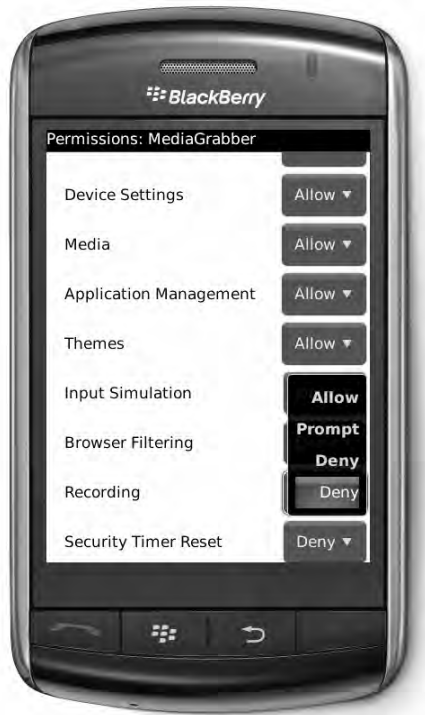 BlackBerry
Permissions: MediaGrabber
Device Settings Allow
Media Allow
Application Management Allow
Themes Allow
Input Simulation
Allow
Prompt
Browser Filtering
Deny
Recording Deny
Security Timer Reset Deny